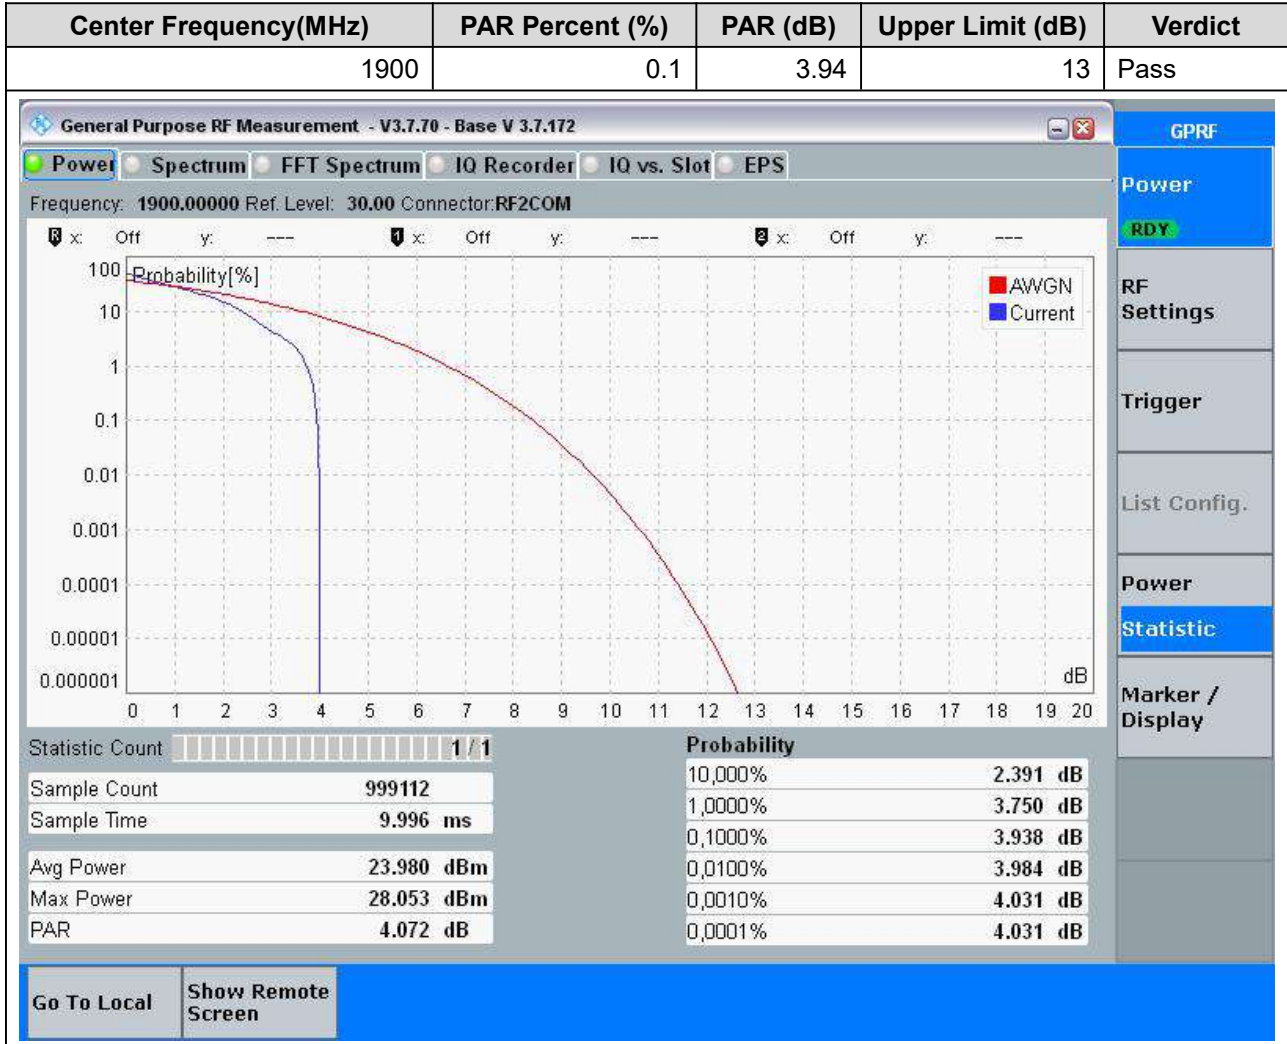 Center Frequency(MHz) PAR Percent (%) PAR (dB) Upper Limit (dB) Verdict
1900 0.1 3.94 13 Pass
General Purpose RF Measurement - V3.7.70 - Base V 3.7.172
GPRF
Power Spectrum FFT Spectrum IQ Recorder IQ vs. Slot EPS
Frequency: 1900.00000 Ref. Level: 30.00 Connector:RF2COM
R x: Off y: --- 1 x: Off y: --- 2 x: Off y: ---
Probability[%]
100
10
1
0.1
0.01
0.001
0.0001
0.00001
0.000001
AWGN
Current
dB
0 1 2 3 4 5 6 7 8 9 10 11 12 13 14 15 16 17 18 19 20
Statistic Count 1 / 1
Sample Count 999112
Sample Time 9.996 ms
Avg Power 23.980 dBm
Max Power 28.053 dBm
PAR 4.072 dB
Probability
10,000% 2.391 dB
1,0000% 3.750 dB
0,1000% 3.938 dB
0,0100% 3.984 dB
0,0010% 4.031 dB
0,0001% 4.031 dB
Power
RDY
RF
Settings
Trigger
List Config.
Power
Statistic
Marker /
Display
Go To Local
Show Remote
Screen